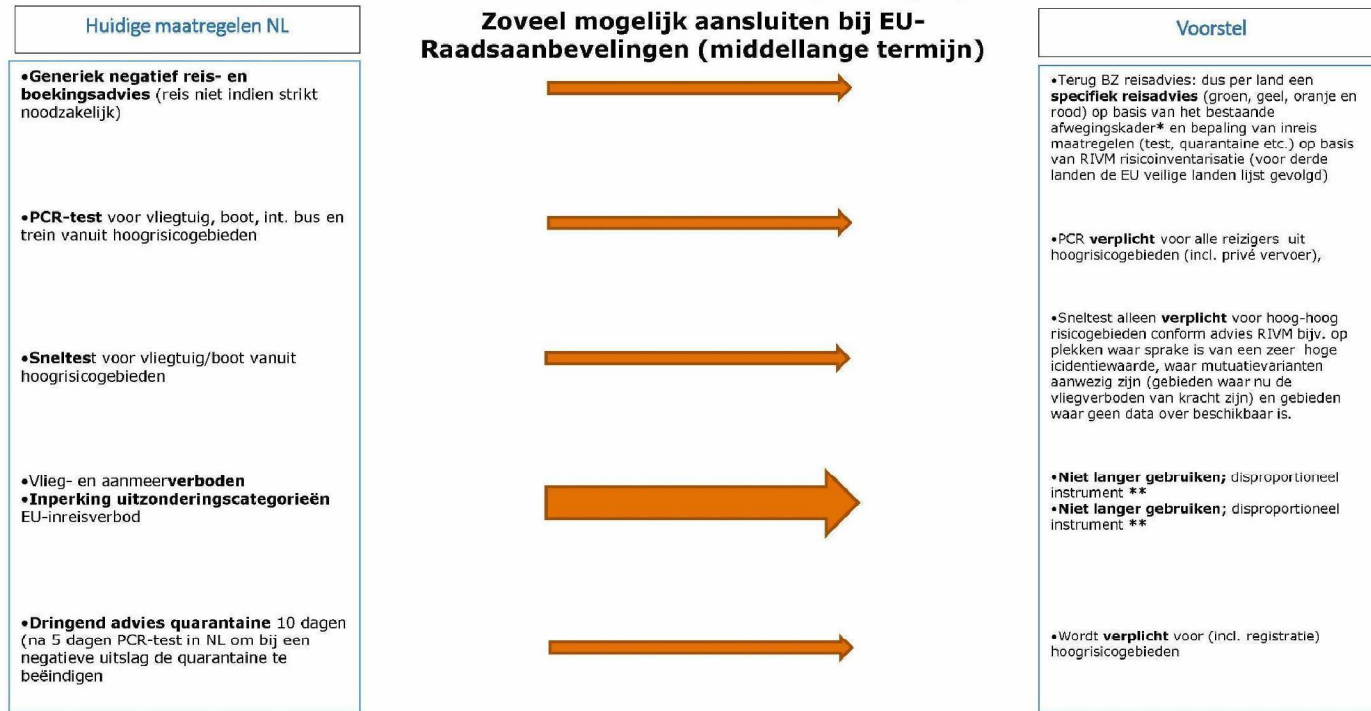 Huidige maatregelen NL
Zoveel mogelijk aansluiten bij EU-
Raadsaanbevelingen (middellange termijn)
Voorstel
•Generiek negatief reis- en
boekingsadvies (reis niet indien strikt
noodzakelijk)
•PCR-test voor vliegtuig, boot, int. bus en
trein vanuit hoogrisicogebieden
•Sneltest voor vliegtuig/boot vanuit
hoogrisicogebieden
•Vlieg- en aanmeerverboden
•Inperking uitzonderingscategorieën
EU-inreisverbod
•Dringend advies quarantaine 10 dagen
(na 5 dagen PCR-test in NL om bij een
negatieve uitslag de quarantaine te
beëindigen
•Terug BZ reisadvies: dus per land een
specifiek reisadvies (groen, geel, oranje en
rood) op basis van het bestaande
afwegingskader* en bepaling van inreis
maatregelen (test, quarantaine etc.) op basis
van RIVM risicoinventarisatie (voor derde
landen de EU veilige landen lijst gevolgd)
•PCR verplicht voor alle reizigers uit
hoogrisicogebieden (incl. privé vervoer),
•Sneltest alleen verplicht voor hoog-hoog
risicogebieden conform advies RIVM bijv. op
plekken waar sprake is van een zeer hoge
icidentiewaarde, waar mutuatievarianten
aanwezig zijn (gebieden waar nu de
vliegverboden van kracht zijn) en gebieden
waar geen data over beschikbaar is.
•Niet langer gebruiken; disproportioneel
instrument **
•Niet langer gebruiken; disproportioneel
instrument **
•Wordt verplicht voor (incl. registratie)
hoogrisicogebieden